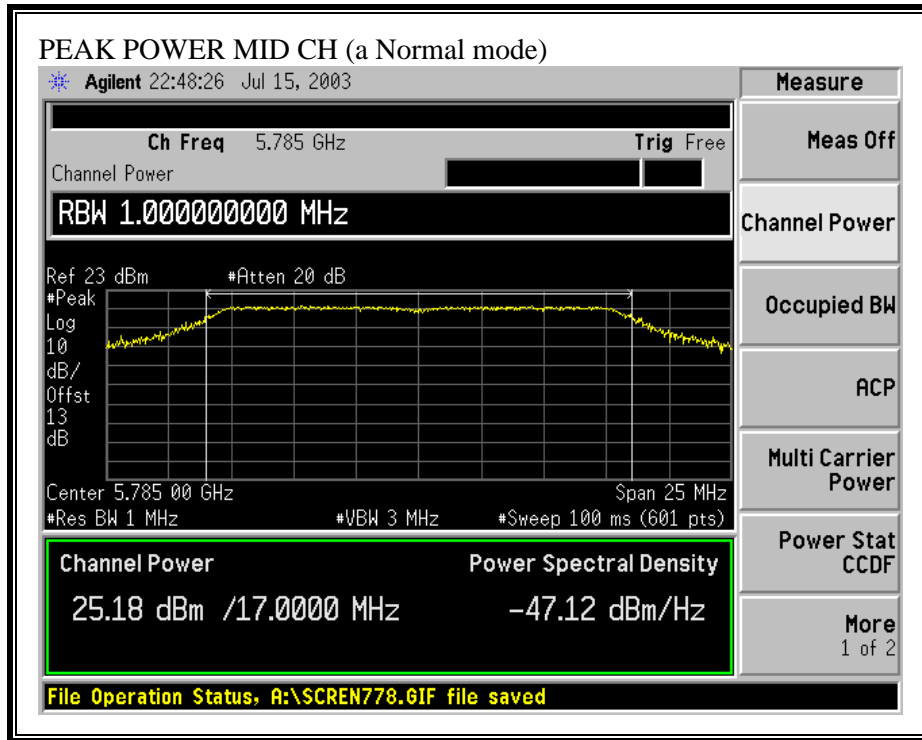 PEAK POWER MID CH (a Normal mode)
Agilent 22:48:26 Jul 15, 2003
Measure
Ch Freq 5.785 GHz Trig Free
Channel Power
RBW 1.000000000 MHz
Ref 23 dBm #Atten 20 dB
#Peak
Log
10
dB/
Offst
13
dB
Center 5.785 00 GHz Span 25 MHz
#Res BW 1 MHz #VBW 3 MHz #Sweep 100 ms (601 pts)
Channel Power Power Spectral Density
25.18 dBm /17.0000 MHz -47.12 dBm/Hz
File Operation Status, A:\SCREN778.GIF file saved
Meas Off
Channel Power
Occupied BW
ACP
Multi Carrier
Power
Power Stat
CCDF
More
1 of 2